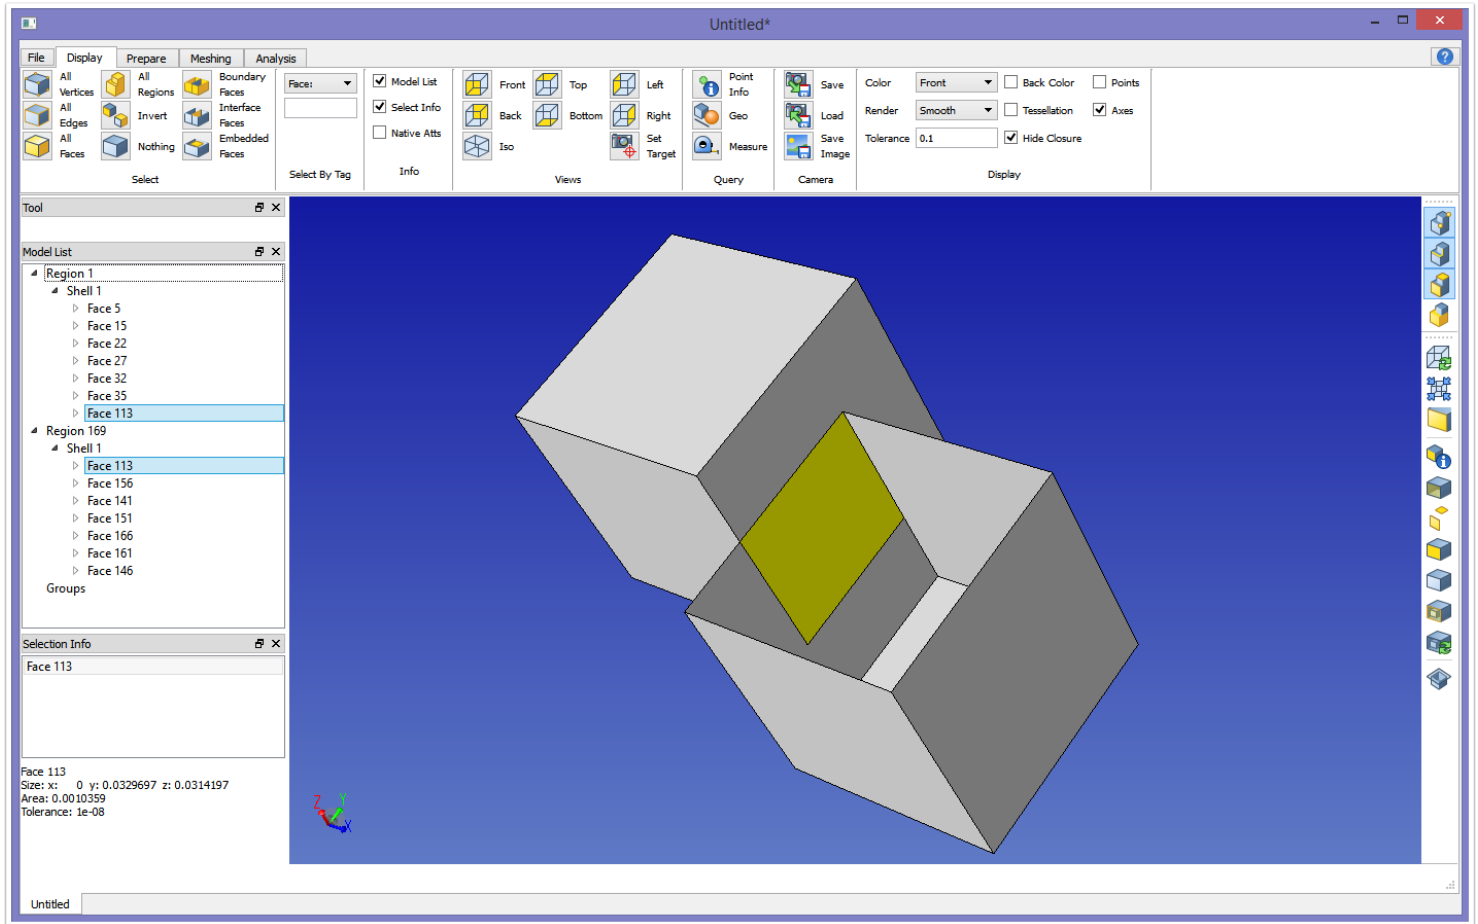 Untitled*
File Display Prepare Meshing Analysis
All Vertices All Regions Boundary Faces
All Edges Invert Interface Faces
All Faces Nothing Embedded Faces
Select
Face:
Select By Tag
Model List
Select Info
Native Atts
Info
Front Top Left
Back Bottom Right
Iso Set Target
Views
Point Info
Geo
Measure
Query
Save
Load
Save Image
Camera
Color Front Back Color Points
Render Smooth Tessellation Axes
Tolerance 0.1 Hide Closure
Display
Tool
Model List
Region 1
Shell 1
Face 5
Face 15
Face 22
Face 27
Face 32
Face 35
Face 113
Region 169
Shell 1
Face 113
Face 156
Face 141
Face 151
Face 166
Face 161
Face 146
Groups
Selection Info
Face 113
Face 113
Size: x: 0 y: 0.0329697 z: 0.0314197
Area: 0.0010359
Tolerance: 1e-08
Z Y
X
Untitled